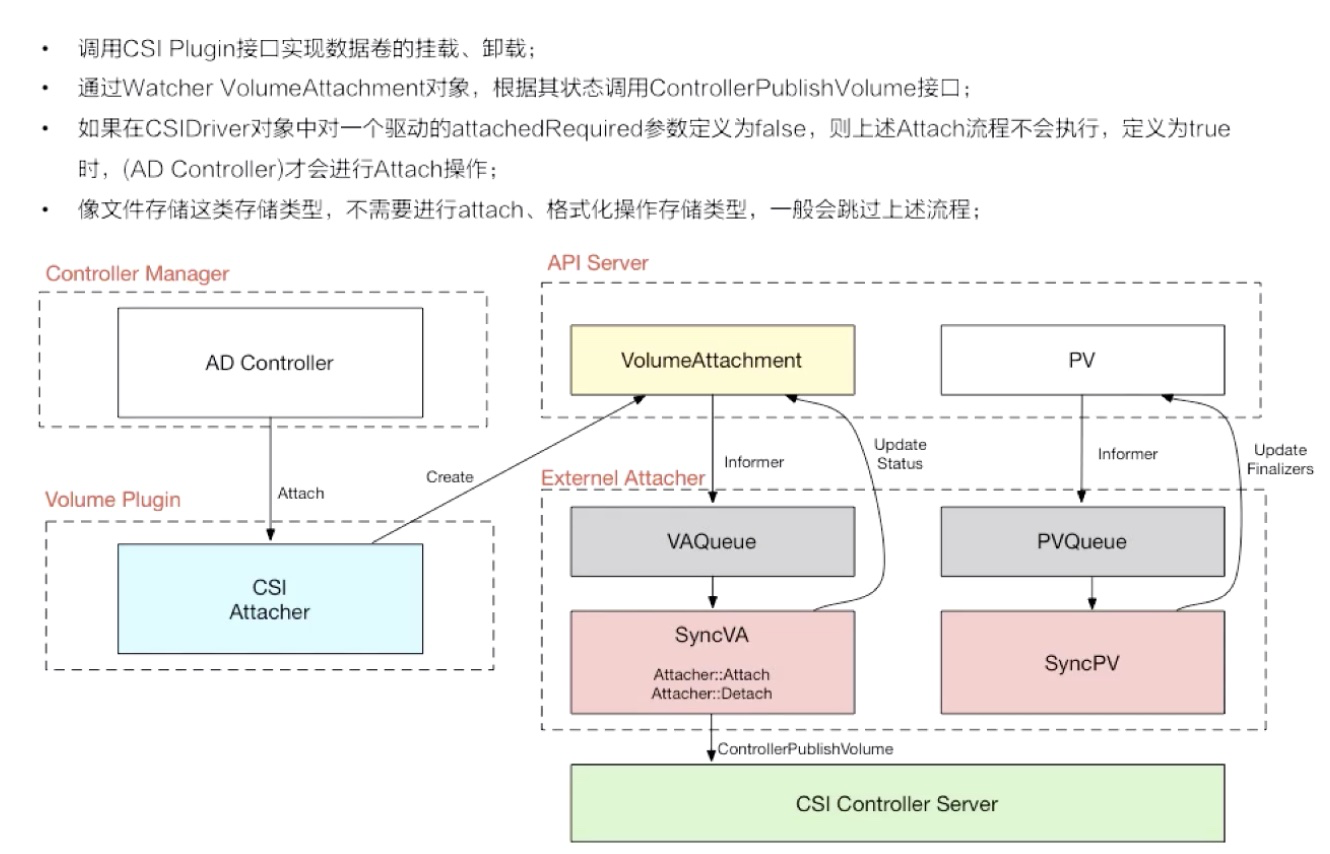 • 调用CSI Plugin接口实现数据卷的挂载、卸载；
• 通过Watcher VolumeAttachment对象，根据其状态调用ControllerPublishVolume接口；
• 如果在CSIDriver对象中对一个驱动的attachedRequired参数定义为false，则上述Attach流程不会执行，定义为true
时，(AD Controller)才会进行Attach操作；
• 像文件存储这类存储类型，不需要进行attach、格式化操作存储类型，一般会跳过上述流程；
Controller Manager
API Server
AD Controller
VolumeAttachment
PV
Attach
Create
Informer
Update
Status
Informer
Update
Finalizers
Volume Plugin
Externel Attacher
CSI
Attacher
VAQueue
PVQueue
SyncVA
Attacher::Attach
Attacher::Detach
SyncPV
ControllerPublishVolume
CSI Controller Server